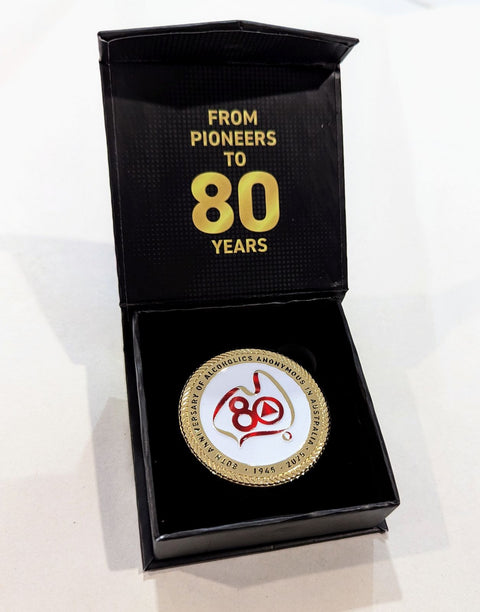 FROM
PIONEERS
TO
80
YEARS
80TH ANNIVERSARY OF ALCOHOLICS ANONYMOUS IN AUSTRALIA
· 1945 - 2025 ·
80